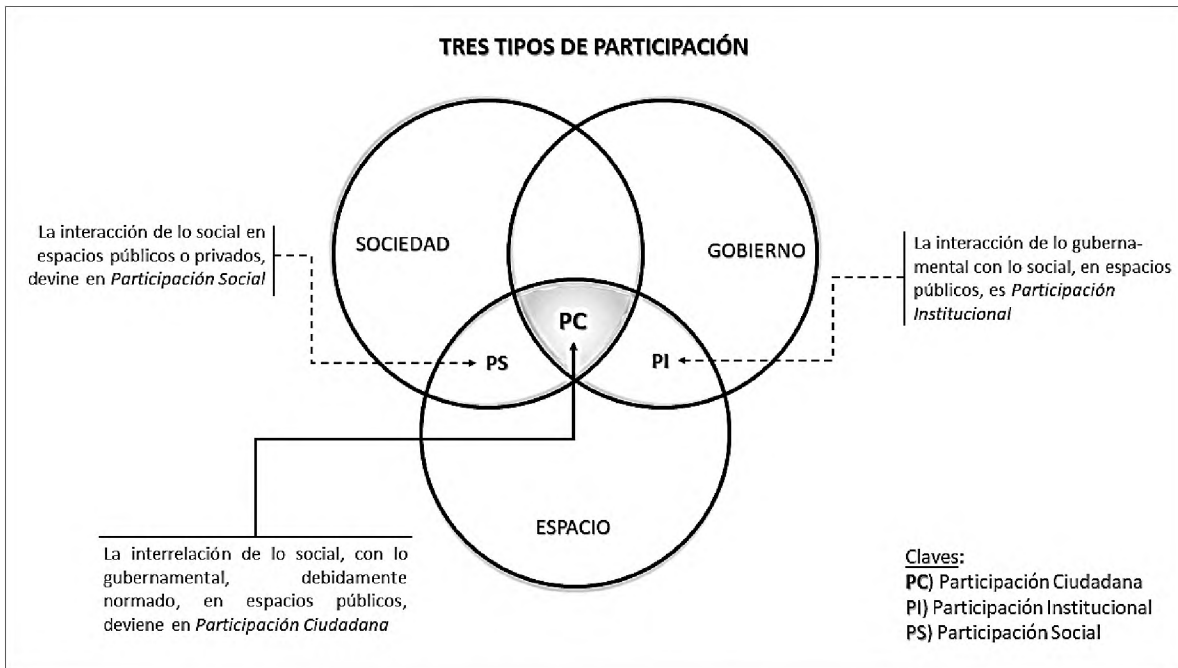 TRES TIPOS DE PARTICIPACIÓN
La interacción de lo social en
espacios públicos o privados,
devine en Participación Social
SOCIEDAD
GOBIERNO
La interacción de lo guberna-
mental con lo social, en espacios
públicos, es Participación
Institucional
PC
PS
PI
ESPACIO
La interrelación de lo social, con lo
gubernamental, debidamente
normado, en espacios públicos,
deviene en Participación Ciudadana
Claves:
PC) Participación Ciudadana
PI) Participación Institucional
PS) Participación Social